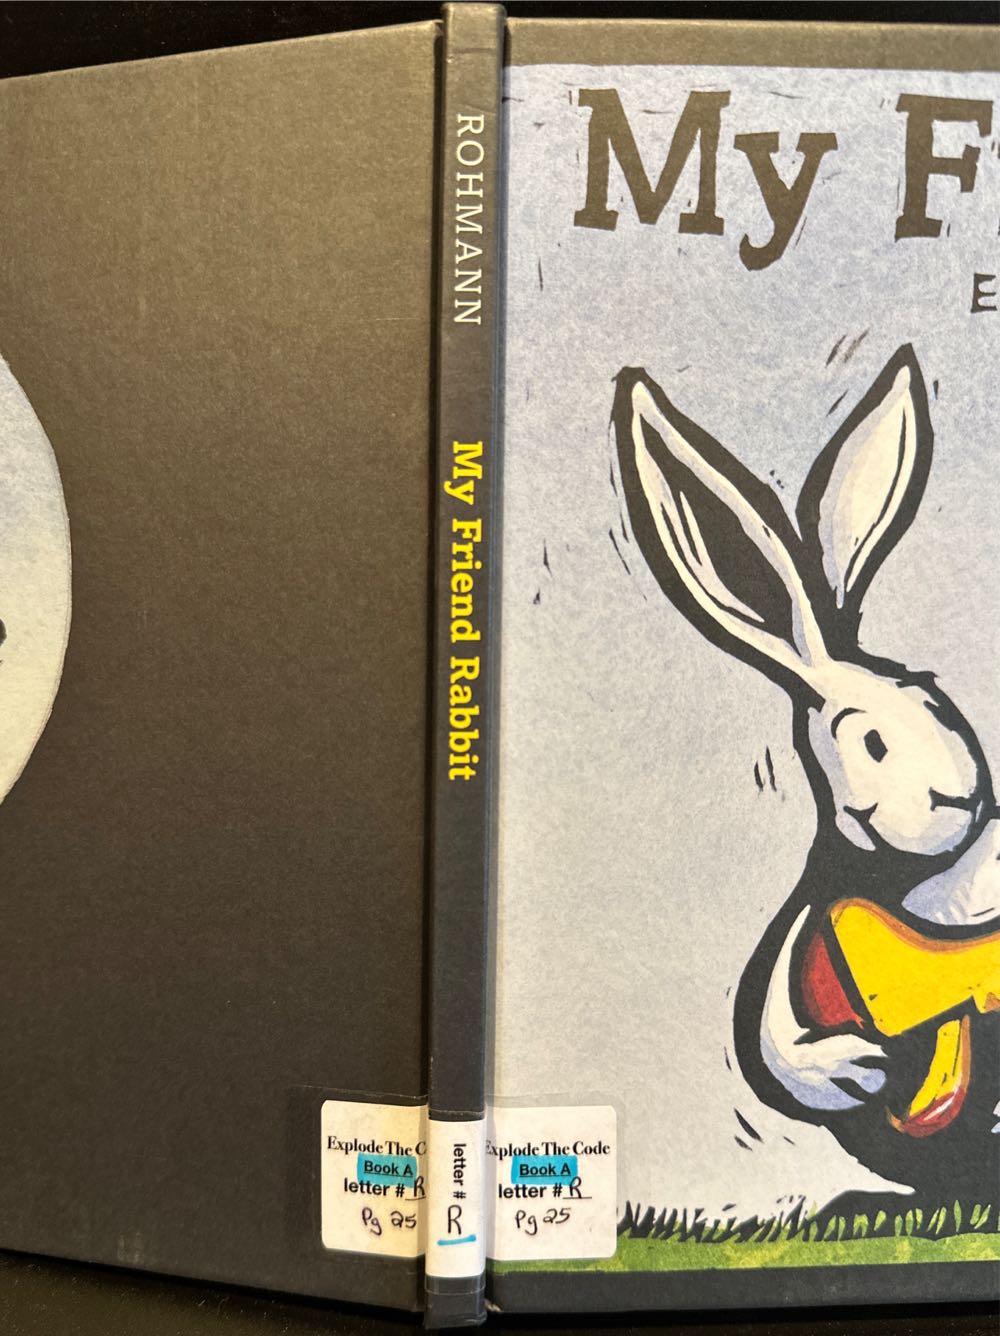 ROHMANN
My Friend Rabbit
My F
E
Explode The C
Book A
letter # R
Pg 25
letter #
R
Explode The Code
Book A
letter # R
Pg 25